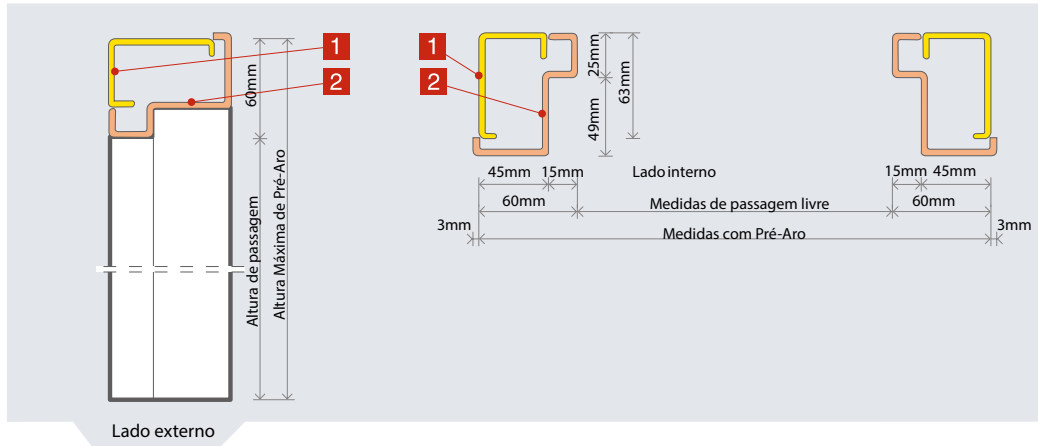 1
2
60mm
Altura de passagem
Altura Máxima de Pré-Aro
Lado externo
1
2
25mm
49mm
63mm
45mm
15mm
Lado interno
15mm
45mm
60mm
Medidas de passagem livre
60mm
3mm
Medidas com Pré-Aro
3mm